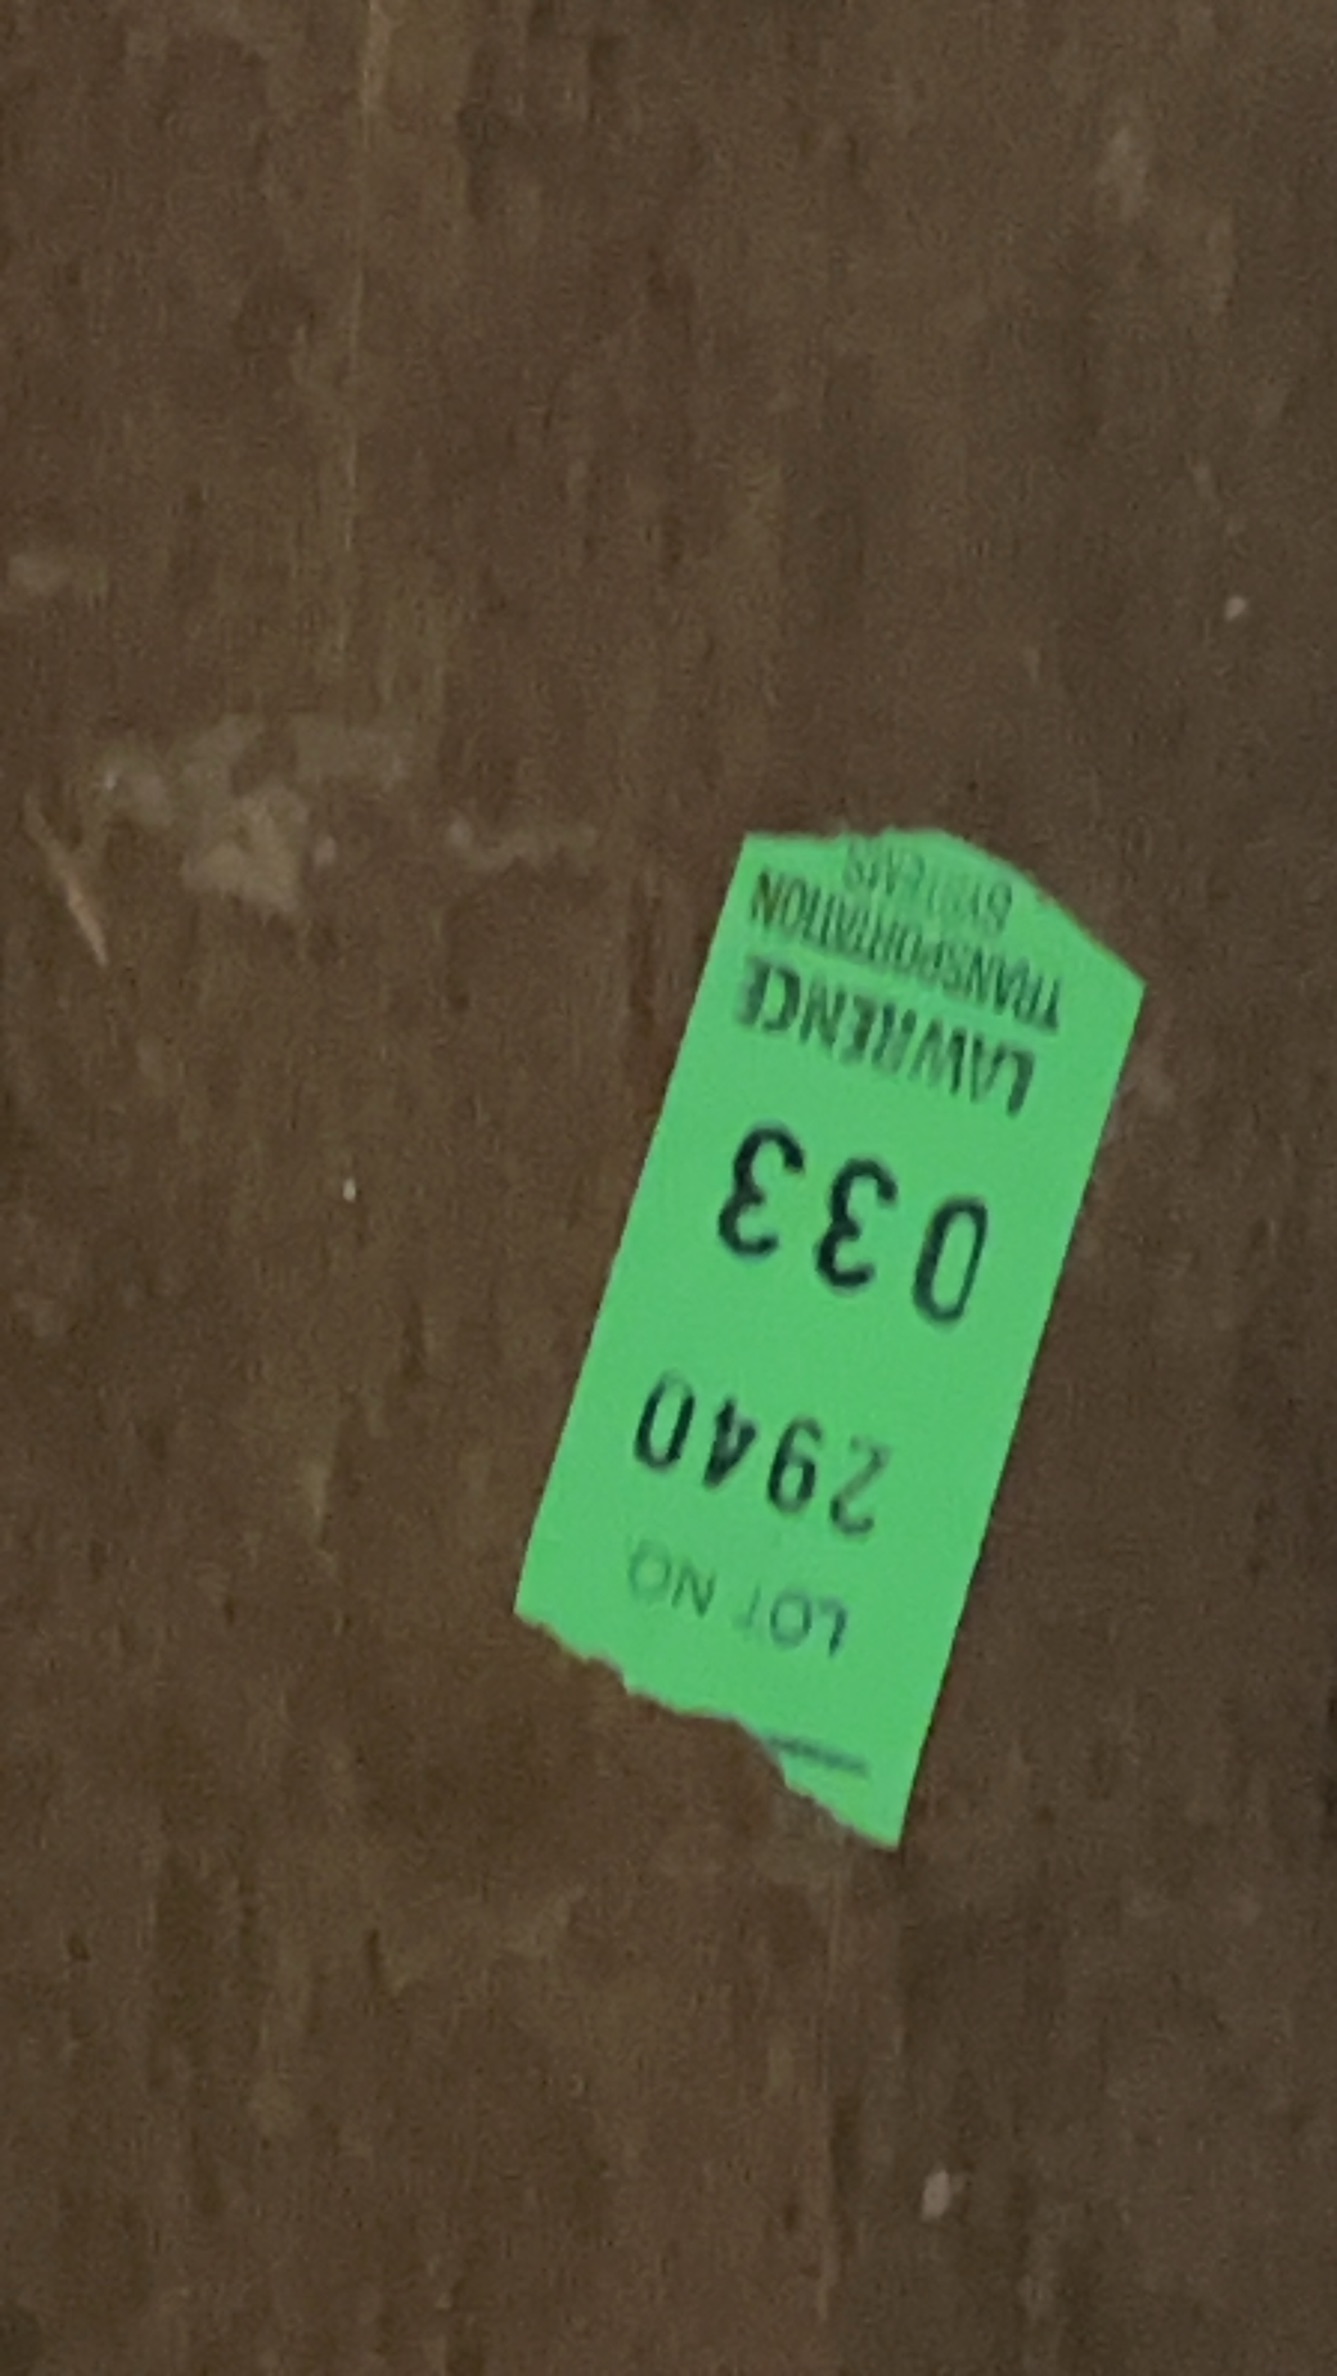 LOT NO
2940
033
LAWRENCE
TRANSPORTATION
SYSTEMS